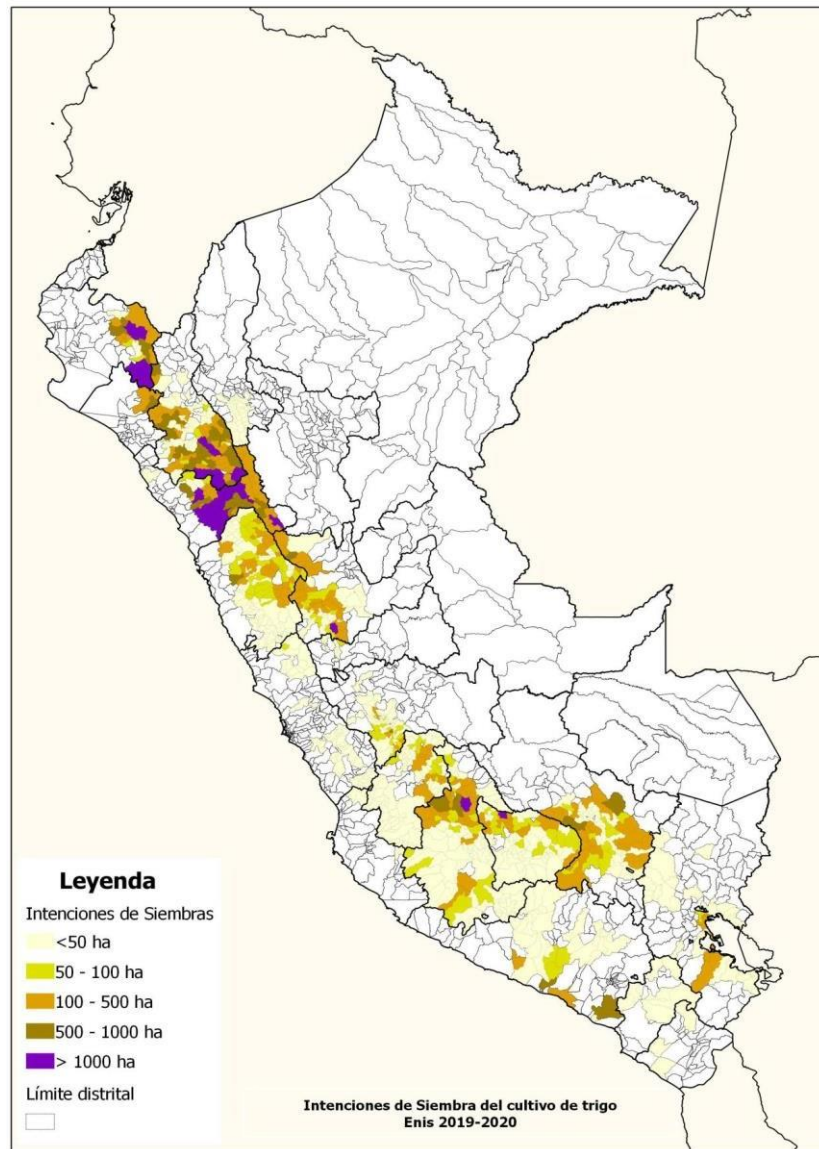 Leyenda
Intenciones de Siembras
<50 ha
50 - 100 ha
100 - 500 ha
500 - 1000 ha
> 1000 ha
Límite distrital
Intenciones de Siembra del cultivo de trigo
Enis 2019-2020